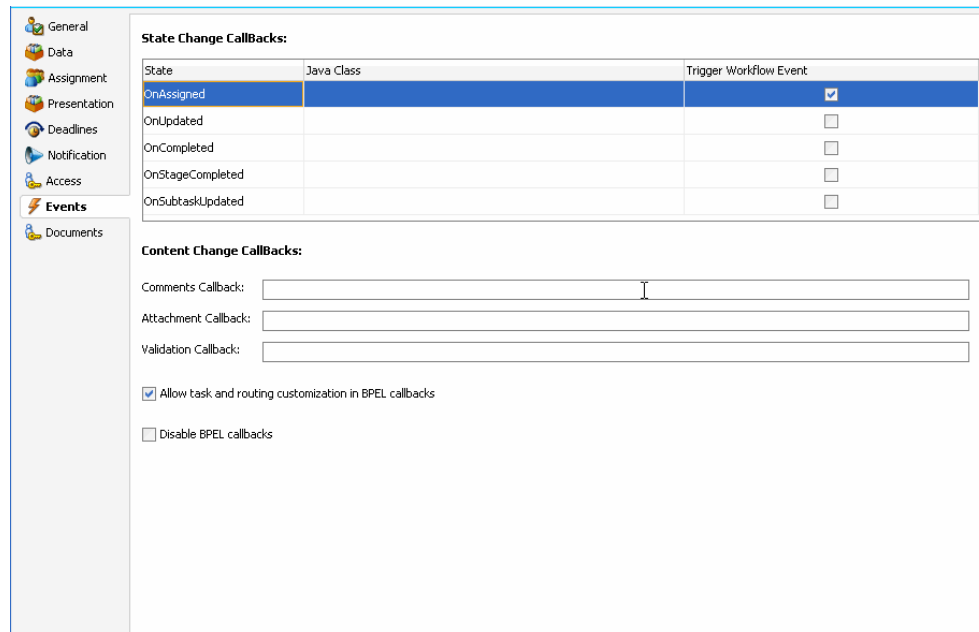 General
Data
Assignment
Presentation
Deadlines
Notification
Access
Events
Documents
State Change CallBacks:
State Java Class Trigger Workflow Event
OnAssigned
OnUpdated
OnCompleted
OnStageCompleted
OnSubtaskUpdated
Content Change CallBacks:
Comments Callback:
Attachment Callback:
Validation Callback:
Allow task and routing customization in BPEL callbacks
Disable BPEL callbacks